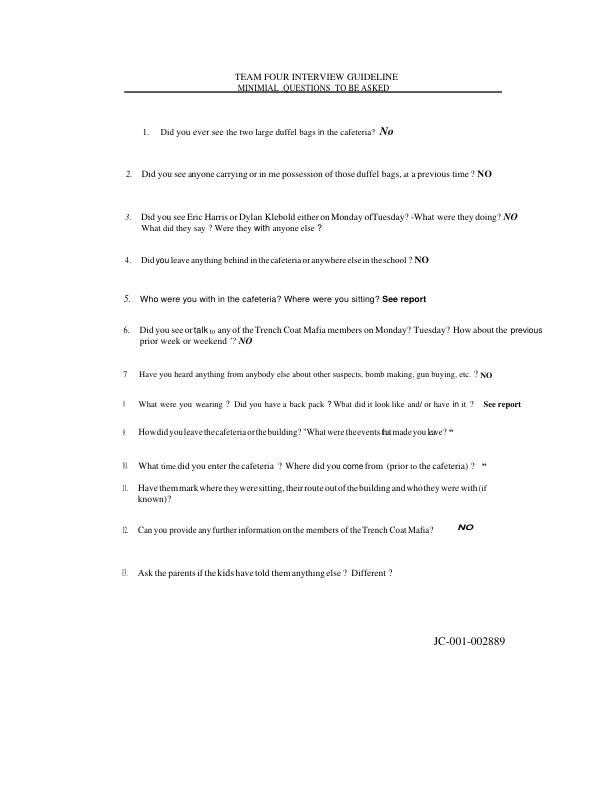 TEAM FOUR INTERVIEW GUIDELINE
MINIMIAL .QUESTIONS TO BE ASKED
1. Did you ever see the two large duffel bags in the cafeteria? No
2. Did you see anyone carrying or in me possession of those duffel bags, at a previous time ? NO
3. Did you see Eric Harris or Dylan Klebold either on Monday of Tuesday? -What were they doing? NO
What did they say ? Were they with anyone else ?
4. Did you leave anything behind in the cafeteria or anywhere else in the school ? NO
5. Who were you with in the cafeteria? Where were you sitting? See report
6. Did you see or talk to any of the Trench Coat Mafia members on Monday? Tuesday? How about the previous
prior week or weekend '? NO
7 Have you heard anything from anybody else about other suspects, bomb making, gun buying, etc. ? NO
8. What were you wearing ? Did you have a back pack ? Wbat did it look like and/ or have in it ? See report
9. How did you leave the cafeteria or the building? "What were the events that made you leave? “
10. What time did you enter the cafeteria ? Where did you come from (prior to the cafeteria) ? “
11. Have them mark where they were sitting, their route out of the building and who they were with (if
known)?
12. Can you provide any further information on the members of the Trench Coat Mafia? NO
13. Ask the parents if the kids have told them anything else ? Different ?
JC-001-002889